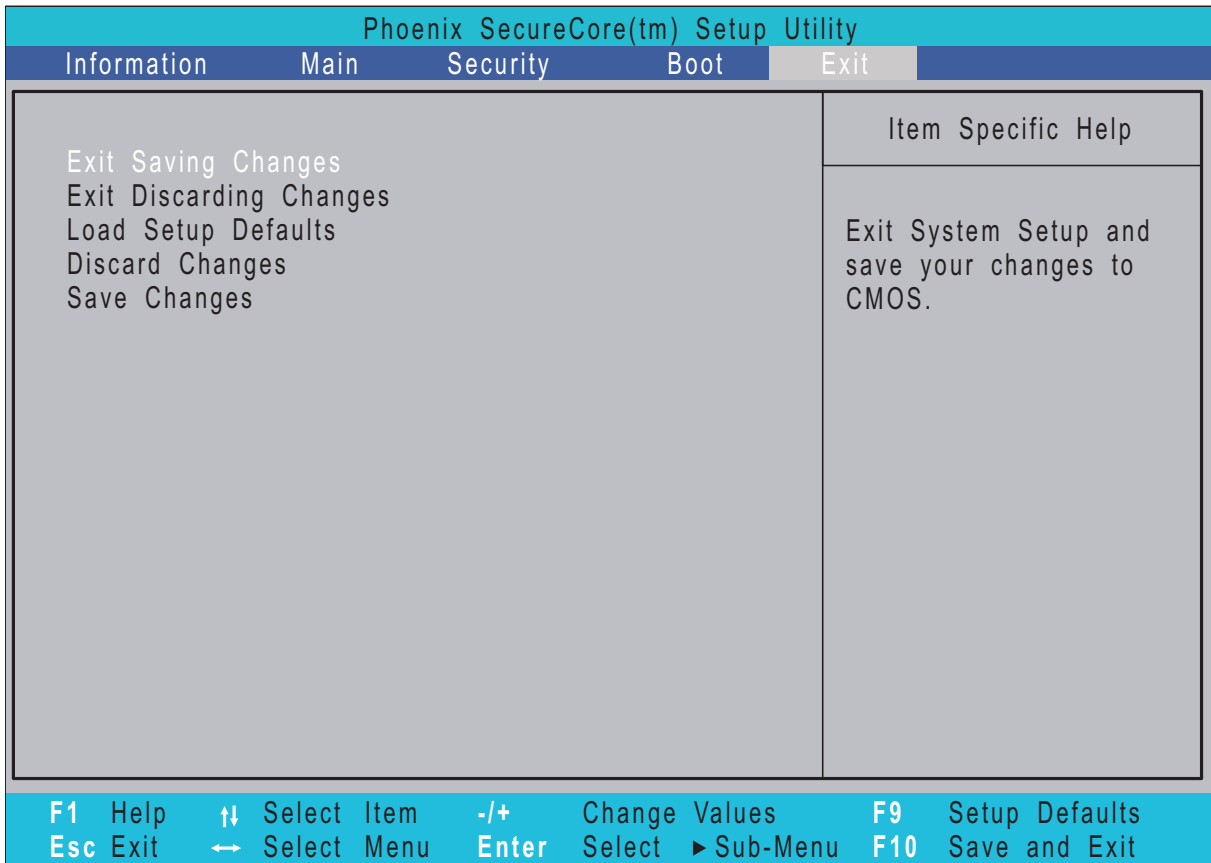 Phoenix SecureCore(tm) Setup Utility
Information Main Security Boot Exit
Item Specific Help
Exit Saving Changes
Exit Discarding Changes
Load Setup Defaults
Discard Changes
Save Changes
Exit System Setup and
save your changes to
CMOS.
F1 Help ↑↓ Select Item -/+ Change Values F9 Setup Defaults
Esc Exit ↔ Select Menu Enter Select ►Sub-Menu F10 Save and Exit